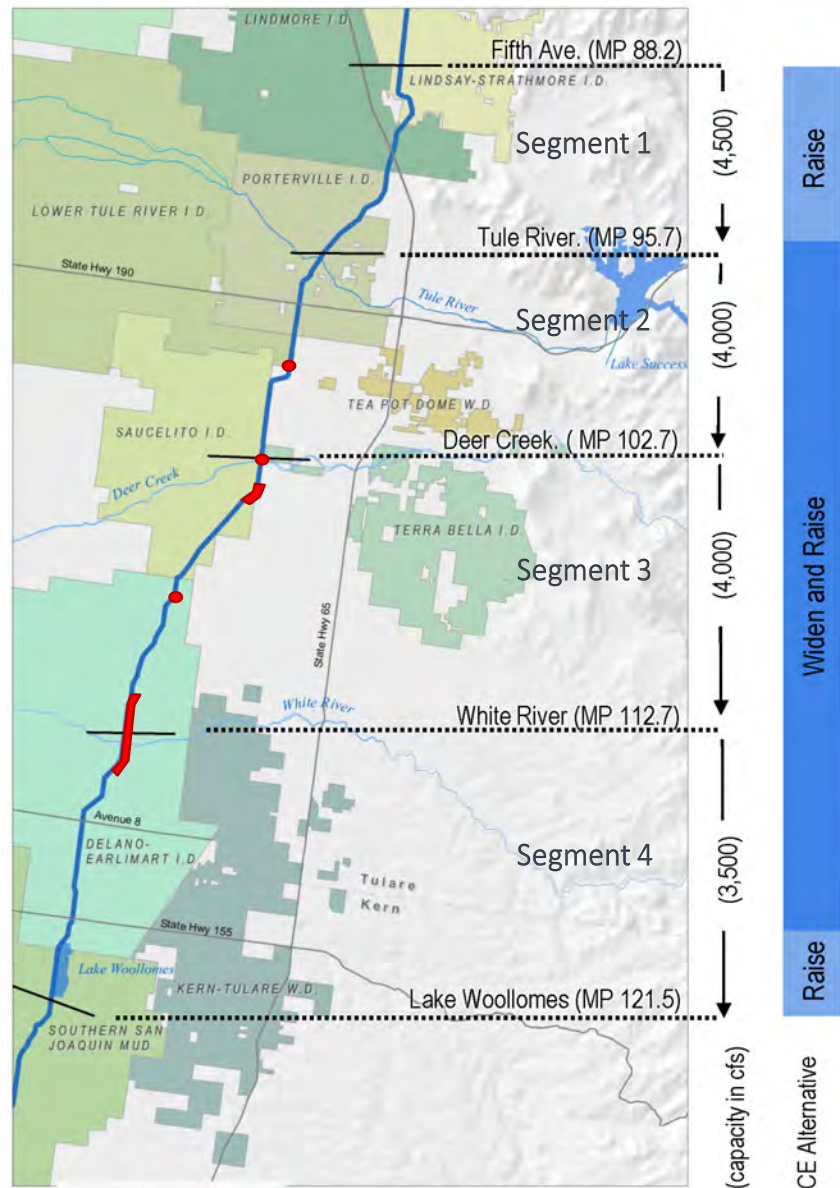 LINDMORE I.D.
Fifth Ave. (MP 88.2)
LINDSAY-STRATHMORE I.D.
Segment 1
(4,500)
Raise
PORTERVILLE I.D.
LOWER TULE RIVER I.D.
Tule River. (MP 95.7)
State Hwy 190
Tule River
Segment 2
(4,000)
Lake Success
TEA POT DOME W.D.
SAUCELITO I.D.
Deer Creek. ( MP 102.7)
Deer Creek
TERRA BELLA I.D.
Segment 3
(4,000)
Widen and Raise
State Hwy 65
White River
White River (MP 112.7)
Avenue 8
DELANO-
EARLIMART I.D.
Segment 4
(3,500)
Tulare
Kern
State Hwy 155
Lake Woollomes
KERN-TULARE W.D.
Lake Woollomes (MP 121.5)
Raise
SOUTHERN SAN
JOAQUIN MUD
(capacity in cfs)
CE Alternative